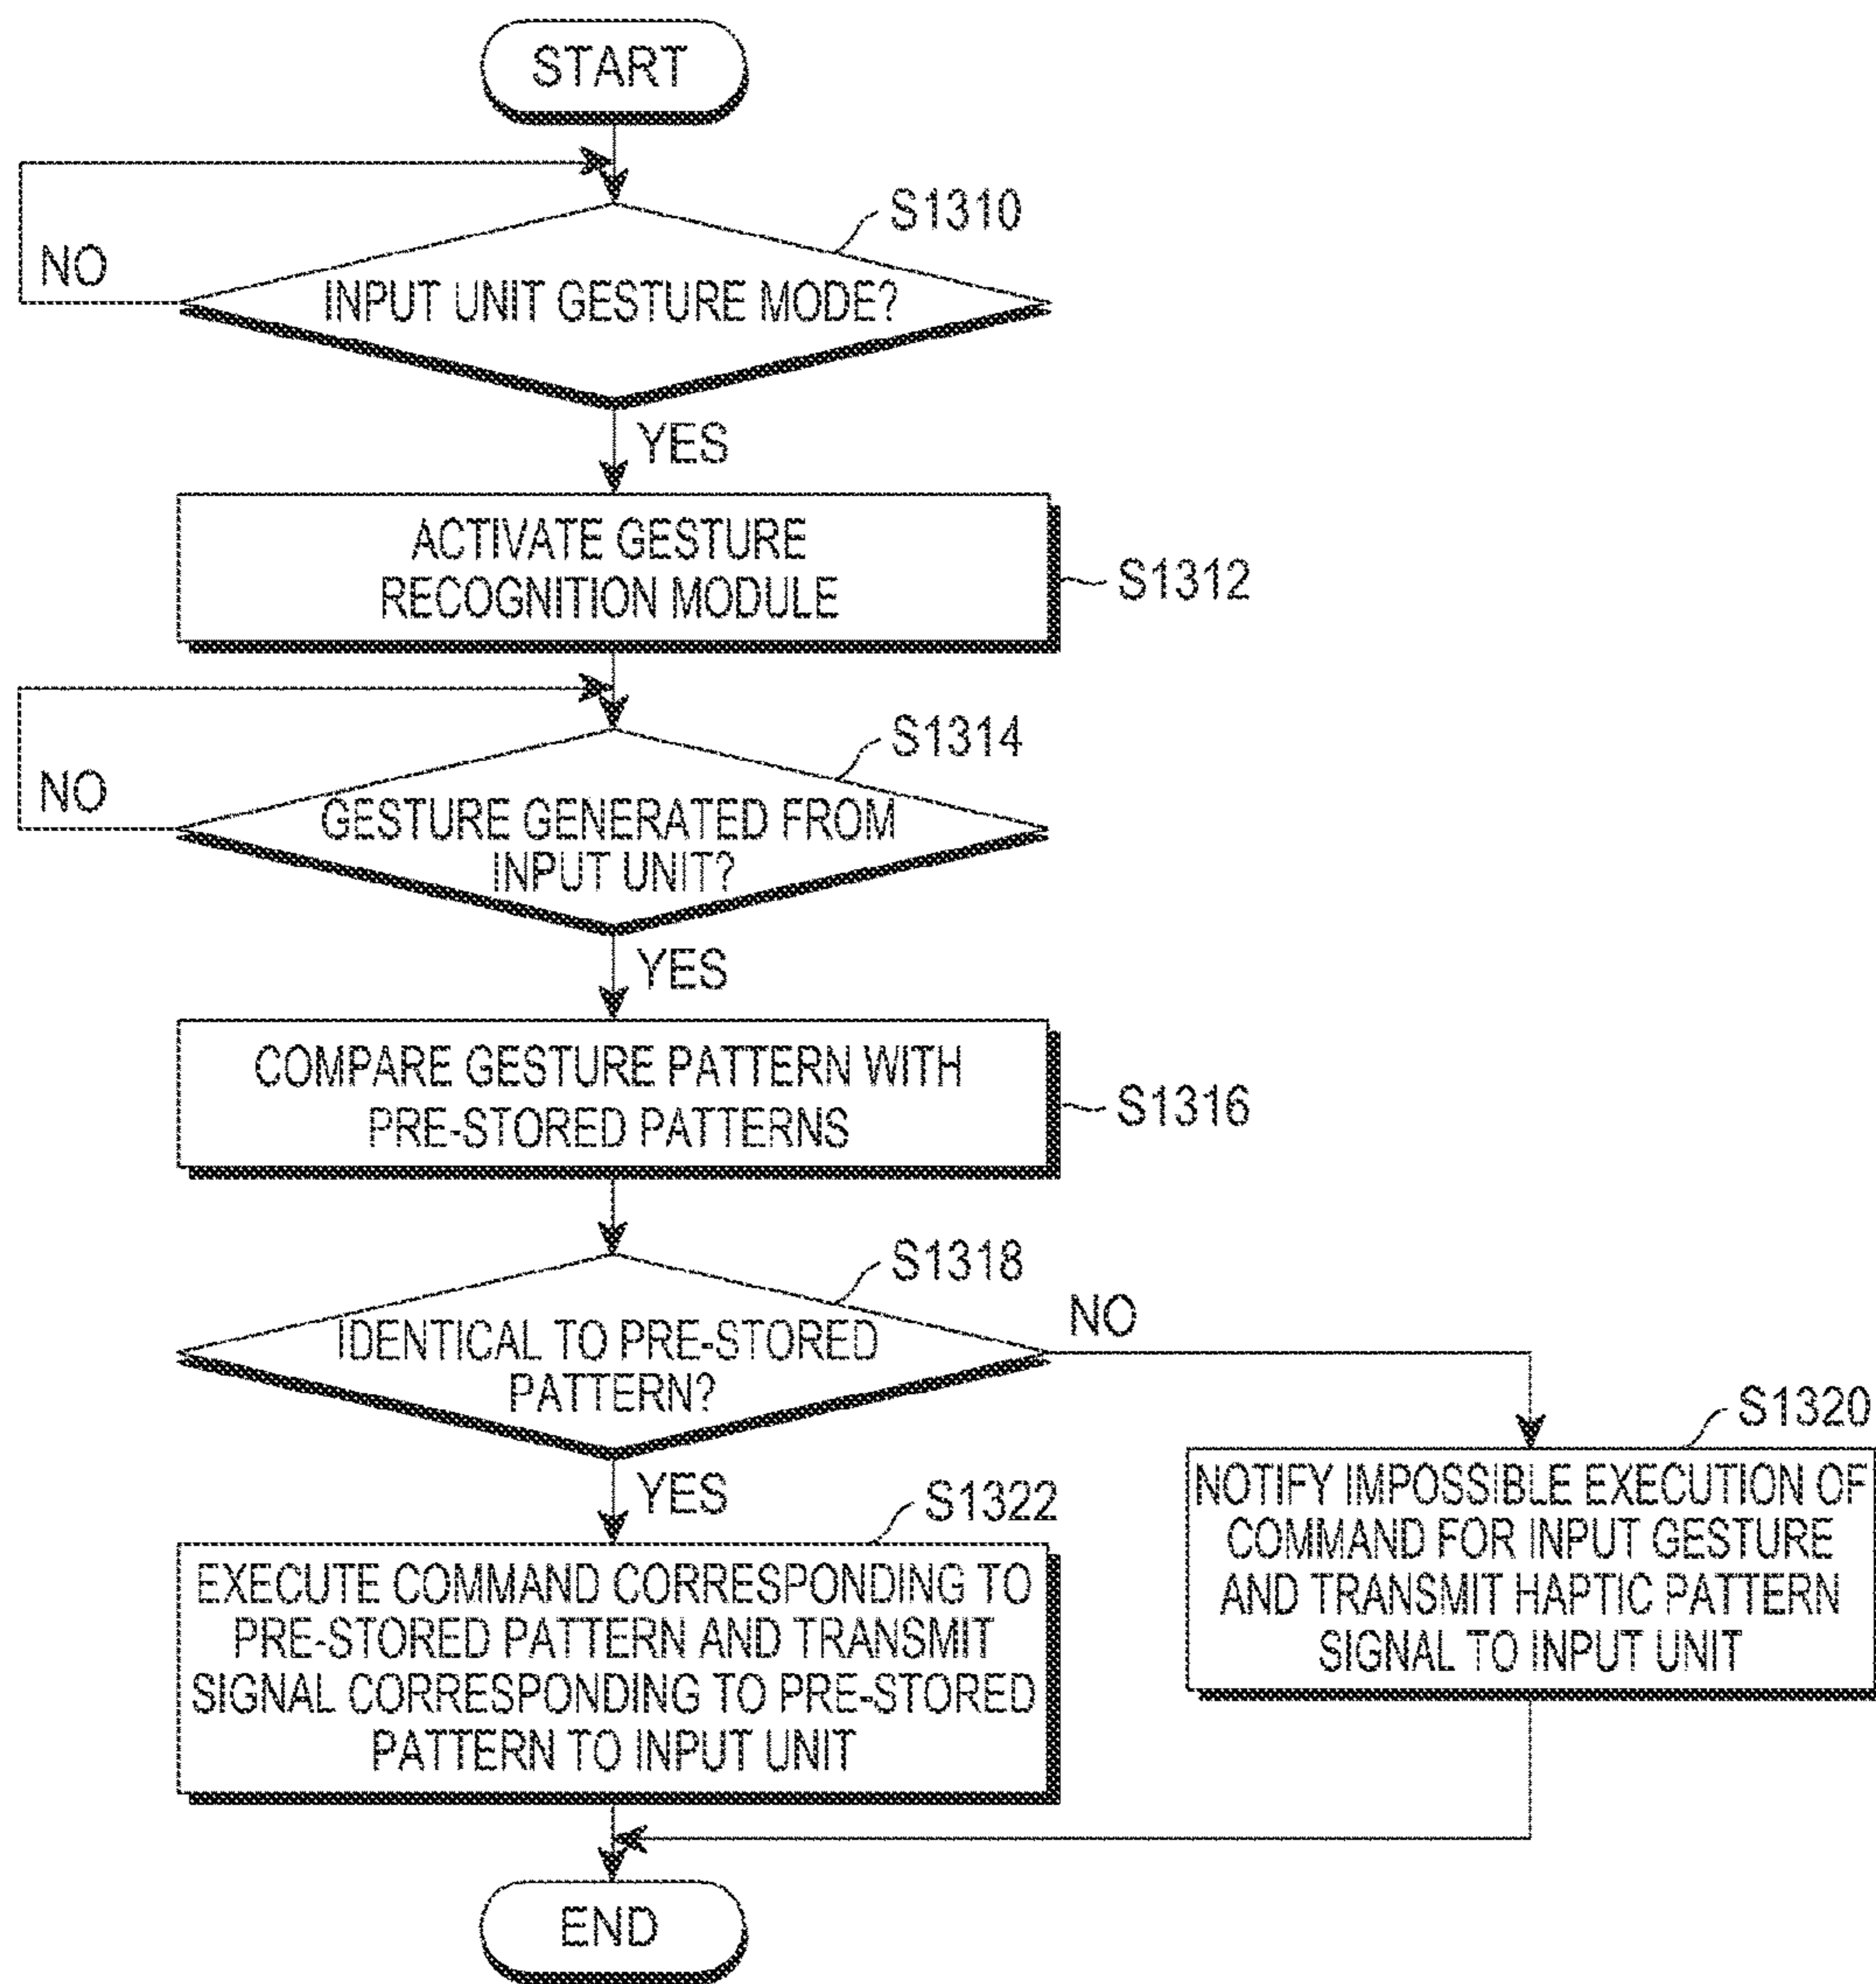 START
S1310
NO
INPUT UNIT GESTURE MODE?
YES
ACTIVATE GESTURE
RECOGNITION MODULE
S1312
S1314
NO
GESTURE GENERATED FROM
INPUT UNIT?
YES
COMPARE GESTURE PATTERN WITH
PRE-STORED PATTERNS
S1316
S1318
NO
IDENTICAL TO PRE-STORED
PATTERN?
YES
S1320
NOTIFY IMPOSSIBLE EXECUTION OF
COMMAND FOR INPUT GESTURE
AND TRANSMIT HAPTIC PATTERN
SIGNAL TO INPUT UNIT
S1322
EXECUTE COMMAND CORRESPONDING TO
PRE-STORED PATTERN AND TRANSMIT
SIGNAL CORRESPONDING TO PRE-STORED
PATTERN TO INPUT UNIT
END